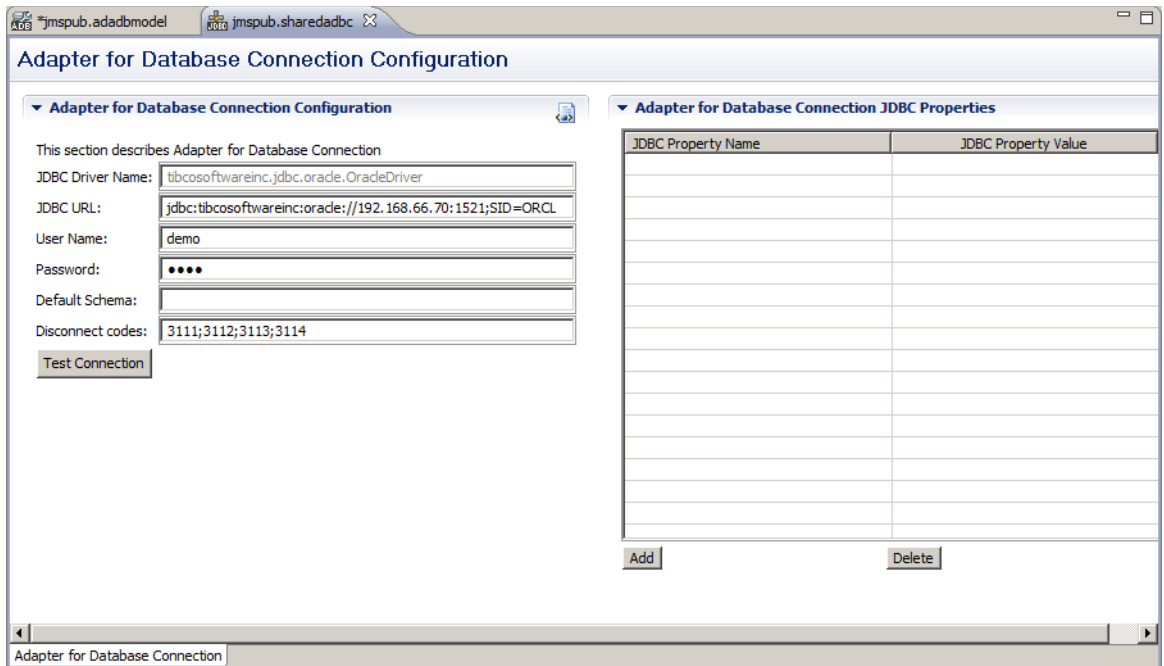 *jmspub.adadbmodel
jmspub.sharedadbc
Adapter for Database Connection Configuration
Adapter for Database Connection Configuration
This section describes Adapter for Database Connection
JDBC Driver Name: tibcosoftwareinc.jdbc.oracle.OracleDriver
JDBC URL: jdbc:tibcosoftwareinc:oracle://192.168.66.70:1521;SID=ORCL
User Name: demo
Password: ●●●●
Default Schema:
Disconnect codes: 3111;3112;3113;3114
Test Connection
Adapter for Database Connection JDBC Properties
JDBC Property Name JDBC Property Value
Add Delete
Adapter for Database Connection